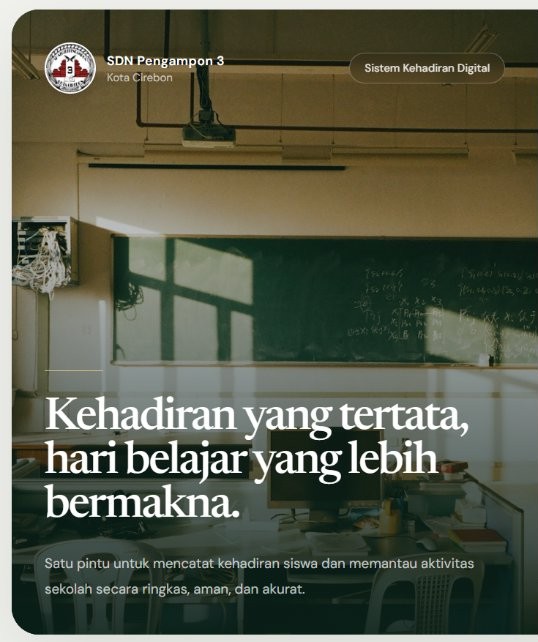 SDN Pengampon 3
Kota Cirebon
Sistem Kehadiran Digital
Kehadiran yang tertata,
hari belajar yang lebih
bermakna.
Satu pintu untuk mencatat kehadiran siswa dan memantau aktivitas
sekolah secara ringkas, aman, dan akurat.